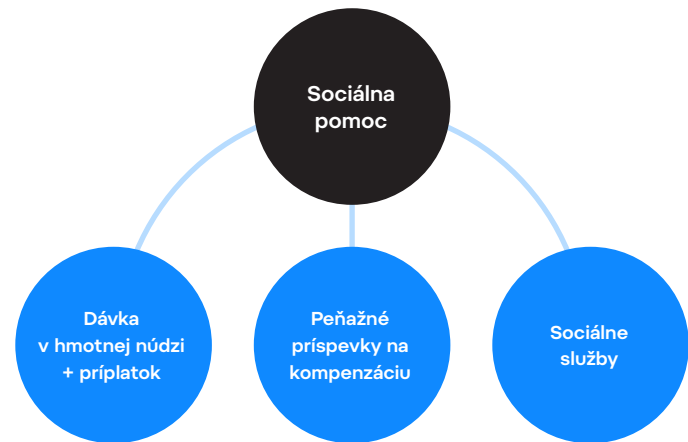 Sociálna
pomoc
Dávka
v hmotnej núdzi
+ príplatok
Peňažné
príspevky na
kompenzáciu
Sociálne
služby